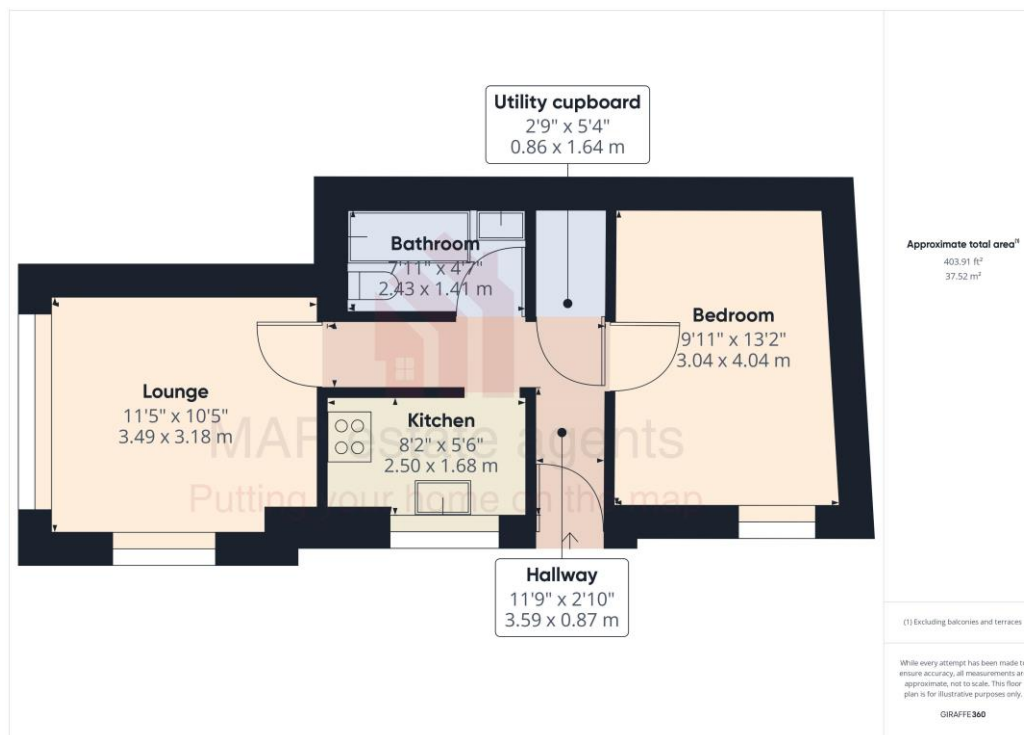 Utility cupboard
2'9" x 5'4"
0.86 x 1.64 m
Bathroom
7'11" x 4'7"
2.43 x 1.41 m
Bedroom
9'11" x 13'2"
3.04 x 4.04 m
Lounge
11'5" x 10'5"
3.49 x 3.18 m
Kitchen
8'2" x 5'6"
2.50 x 1.68 m
MAP estate agents
Putting your home on the map
Hallway
11'9" x 2'10"
3.59 x 0.87 m
Approximate total area(1)
403.91 ft²
37.52 m²
(1) Excluding balconies and terraces
While every attempt has been made to
ensure accuracy, all measurements are
approximate, not to scale. This floor
plan is for illustrative purposes only.
GIRAFFE360